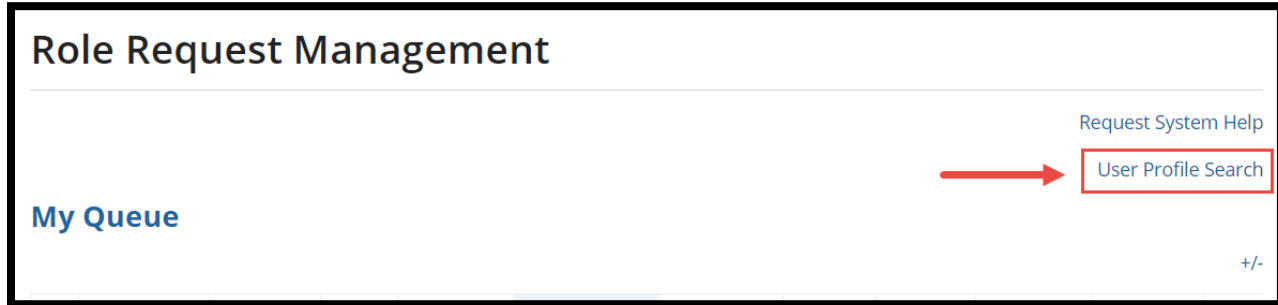 Role Request Management
Request System Help
User Profile Search
My Queue
+/-